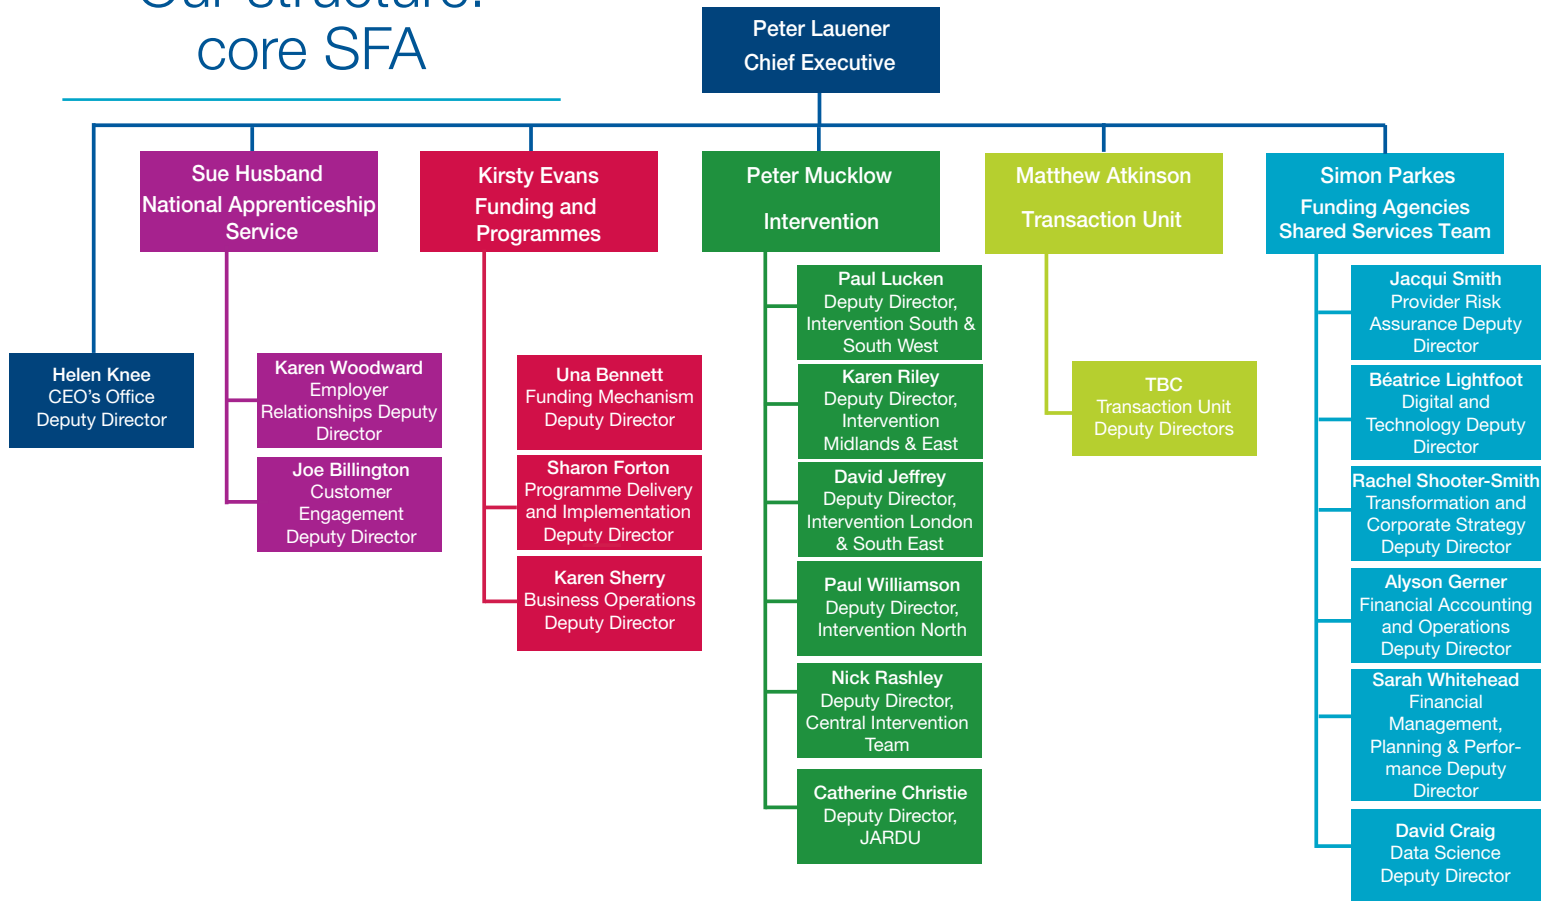 Our structure:
core SFA
Peter Lauener
Chief Executive
Sue Husband
National Apprenticeship
Service
Kirsty Evans
Funding and
Programmes
Peter Mucklow
Intervention
Matthew Atkinson
Transaction Unit
Simon Parkes
Funding Agencies
Shared Services Team
Helen Knee
CEO’s Office
Deputy Director
Karen Woodward
Employer
Relationships Deputy
Director
Joe Billington
Customer
Engagement
Deputy Director
Una Bennett
Funding Mechanism
Deputy Director
Sharon Forton
Programme Delivery
and Implementation
Deputy Director
Karen Sherry
Business Operations
Deputy Director
Paul Lucken
Deputy Director,
Intervention South &
South West
Karen Riley
Deputy Director,
Intervention
Midlands & East
David Jeffrey
Deputy Director,
Intervention London
& South East
Paul Williamson
Deputy Director,
Intervention North
Nick Rashley
Deputy Director,
Central Intervention
Team
Catherine Christie
Deputy Director,
JARDU
TBC
Transaction Unit
Deputy Directors
Jacqui Smith
Provider Risk
Assurance Deputy
Director
Béatrice Lightfoot
Digital and
Technology Deputy
Director
Rachel Shooter-Smith
Transformation and
Corporate Strategy
Deputy Director
Alyson Gerner
Financial Accounting
and Operations
Deputy Director
Sarah Whitehead
Financial
Management,
Planning & Perfor-
mance Deputy
Director
David Craig
Data Science
Deputy Director